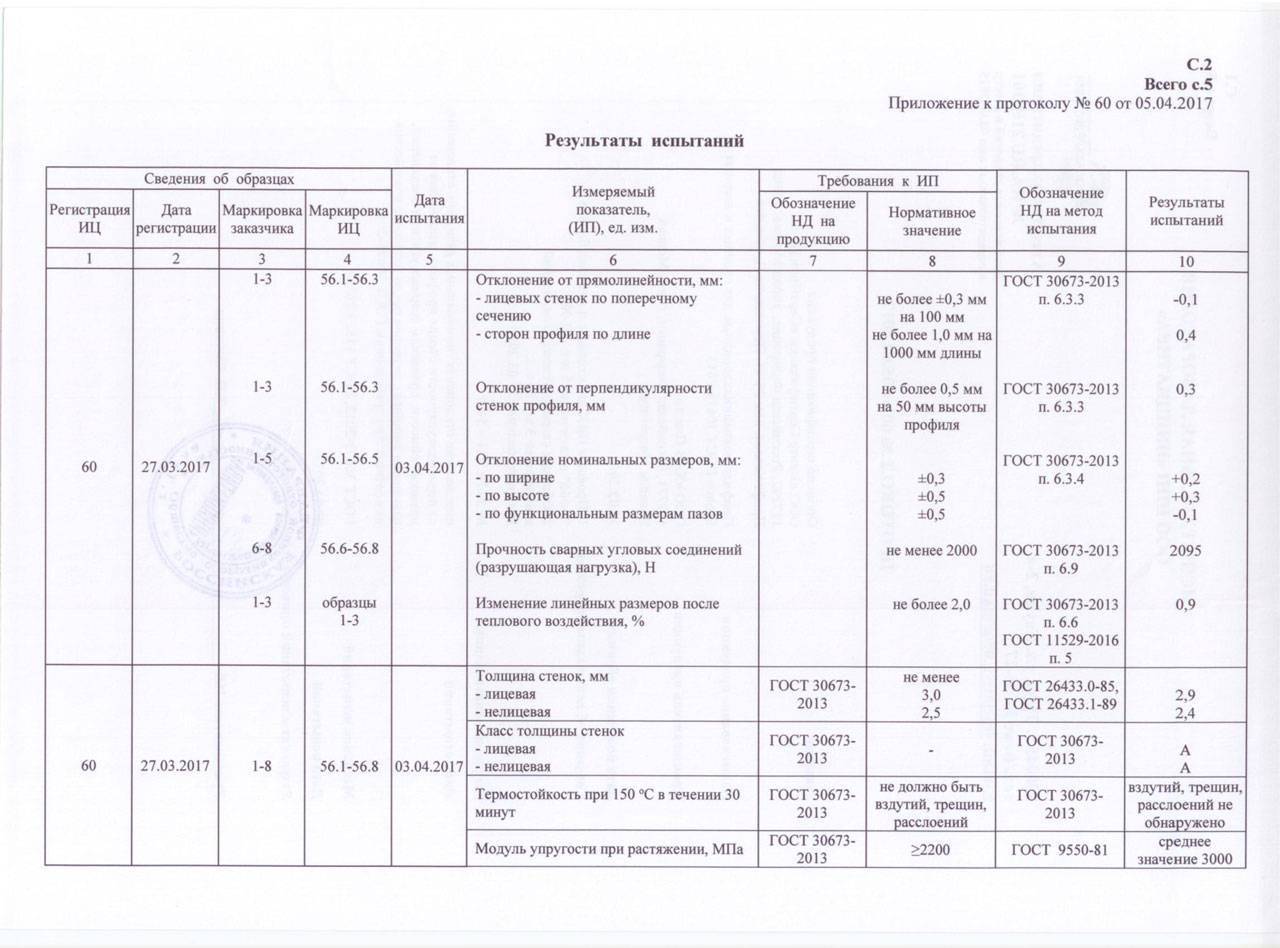 С.2
Всего с.5
Приложение к протоколу № 60 от 05.04.2017
Результаты испытаний
Сведения об образцах
Дата испытания
Измеряемый показатель, (ИП), ед. изм.
Требования к ИП
Обозначение НД на метод испытания
Результаты испытаний
Регистрация ИЦ
Дата регистрации
Маркировка заказчика
Маркировка ИЦ
Обозначение НД на продукцию
Нормативное значение
1 2 3 4 5 6 7 8 9 10
1-3 56.1-56.3 Отклонение от прямолинейности, мм: ГОСТ 30673-2013
- лицевых стенок по поперечному не более ±0,3 мм п. 6.3.3 -0,1
сечению на 100 мм
- сторон профиля по длине не более 1,0 мм на 0,4
1000 мм длины
1-3 56.1-56.3 Отклонение от перпендикулярности не более 0,5 мм ГОСТ 30673-2013 0,3
стенок профиля, мм на 50 мм высоты п. 6.3.3
профиля
60 27.03.2017 1-5 56.1-56.5 03.04.2017 Отклонение номинальных размеров, мм: ГОСТ 30673-2013
- по ширине ±0,3 п. 6.3.4 +0,2
- по высоте ±0,5 +0,3
- по функциональным размерам пазов ±0,5 -0,1
6-8 56.6-56.8 Прочность сварных угловых соединений не менее 2000 ГОСТ 30673-2013 2095
(разрушающая нагрузка), Н п. 6.9
1-3 образцы Изменение линейных размеров после не более 2,0 ГОСТ 30673-2013 0,9
1-3 теплового воздействия, % п. 6.6
ГОСТ 11529-2016
п. 5
Толщина стенок, мм не менее
- лицевая ГОСТ 30673- 3,0 ГОСТ 26433.0-85, 2,9
- нелицевая 2013 2,5 ГОСТ 26433.1-89 2,4
Класс толщины стенок
- лицевая ГОСТ 30673- - ГОСТ 30673- А
- нелицевая 2013 2013 А
60 27.03.2017 1-8 56.1-56.8 03.04.2017
Термостойкость при 150 ºС в течении 30 ГОСТ 30673- не должно быть ГОСТ 30673- вздутий, трещин,
минут 2013 вздутий, трещин, 2013 расслоений не
расслоений обнаружено
Модуль упругости при растяжении, МПа ГОСТ 30673- ≥2200 ГОСТ 9550-81 среднее
2013 значение 3000